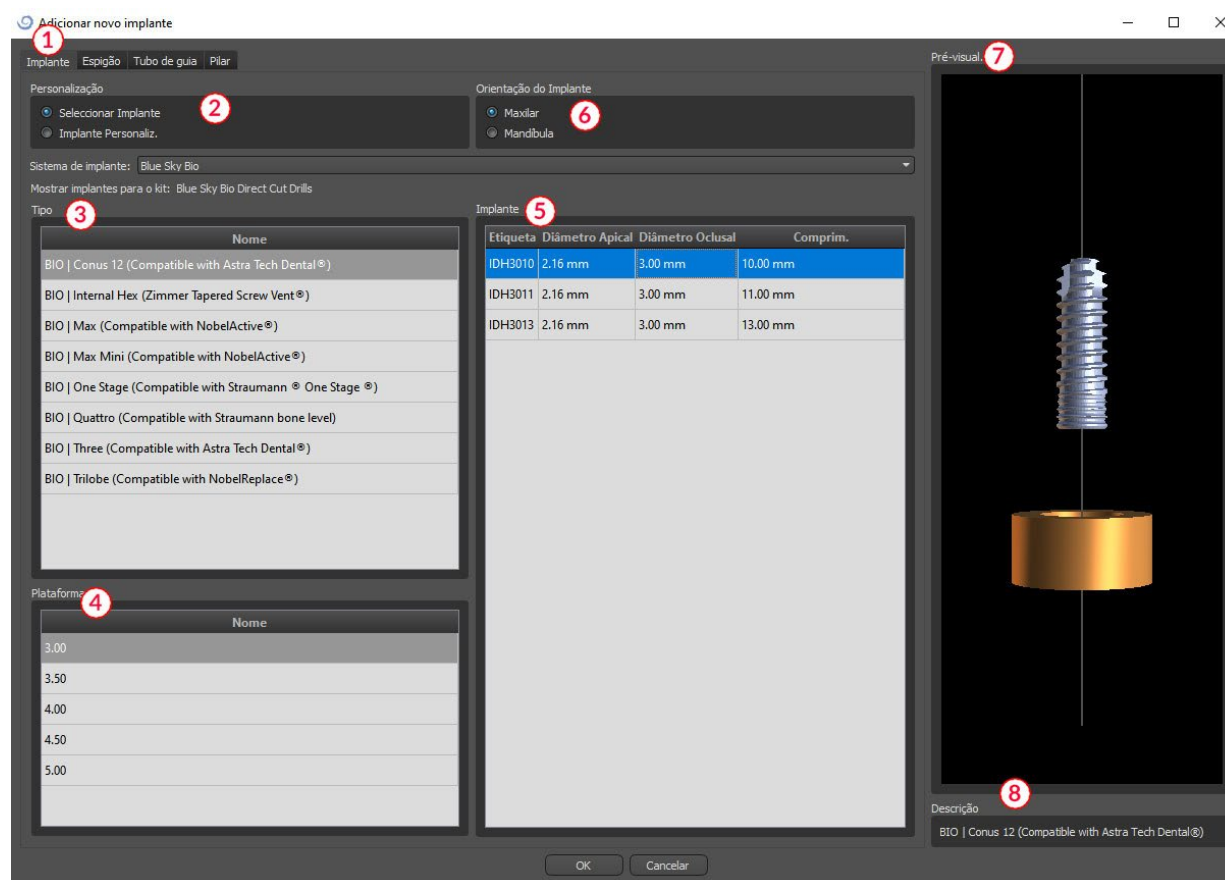 Adicionar novo implante
1
Implante Espigão Tubo de guia Pilar
Personalização
Seleccionar Implante
2
Implante Personaliz.
Orientação do Implante
Maxilar
6
Mandíbula
Sistema de implante: Blue Sky Bio
Mostrar implantes para o kit: Blue Sky Bio Direct Cut Drills
Tipo 3
Nome
BIO | Conus 12 (Compatible with Astra Tech Dental®)
BIO | Internal Hex (Zimmer Tapered Screw Vent®)
BIO | Max (Compatible with NobelActive®)
BIO | Max Mini (Compatible with NobelActive®)
BIO | One Stage (Compatible with Straumann ® One Stage ®)
BIO | Quattro (Compatible with Straumann bone level)
BIO | Three (Compatible with Astra Tech Dental®)
BIO | Trilobe (Compatible with NobelReplace®)
Plataforma 4
Nome
3.00
3.50
4.00
4.50
5.00
Implante 5
Etiqueta Diâmetro Apical Diâmetro Oclusal Comprim.
IDH3010 2.16 mm 3.00 mm 10.00 mm
IDH3011 2.16 mm 3.00 mm 11.00 mm
IDH3013 2.16 mm 3.00 mm 13.00 mm
Pré-visual. 7
8
Descrição
BIO | Conus 12 (Compatible with Astra Tech Dental®)
OK Cancelar